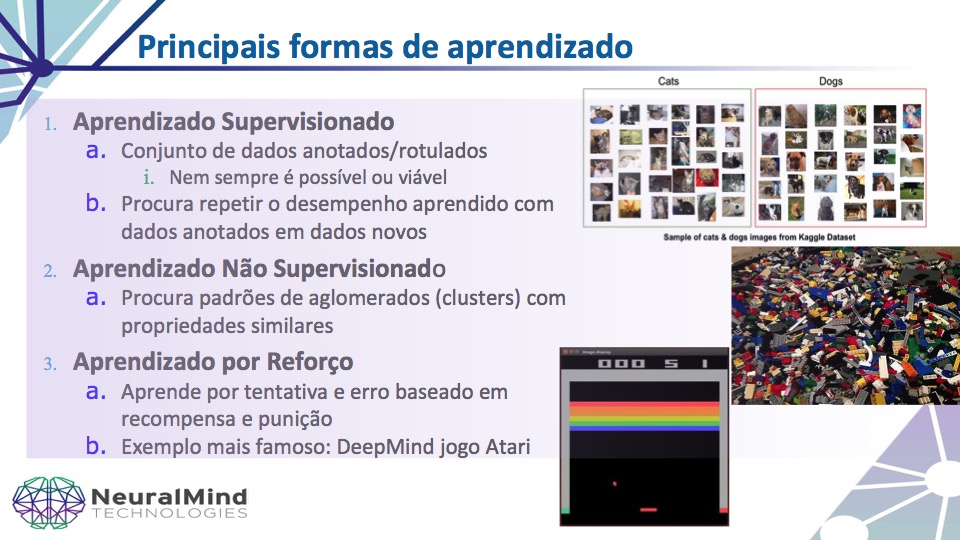 Principais formas de aprendizado
1. Aprendizado Supervisionado
a. Conjunto de dados anotados/rotulados
i. Nem sempre é possível ou viável
b. Procura repetir o desempenho aprendido com
dados anotados em dados novos
2. Aprendizado Não Supervisionado
a. Procura padrões de aglomerados (clusters) com
propriedades similares
3. Aprendizado por Reforço
a. Aprende por tentativa e erro baseado em
recompensa e punição
b. Exemplo mais famoso: DeepMind jogo Atari
Cats
Dogs
Sample of cats & dogs images from Kaggle Dataset
000 5 1
NeuralMind
TECHNOLOGIES